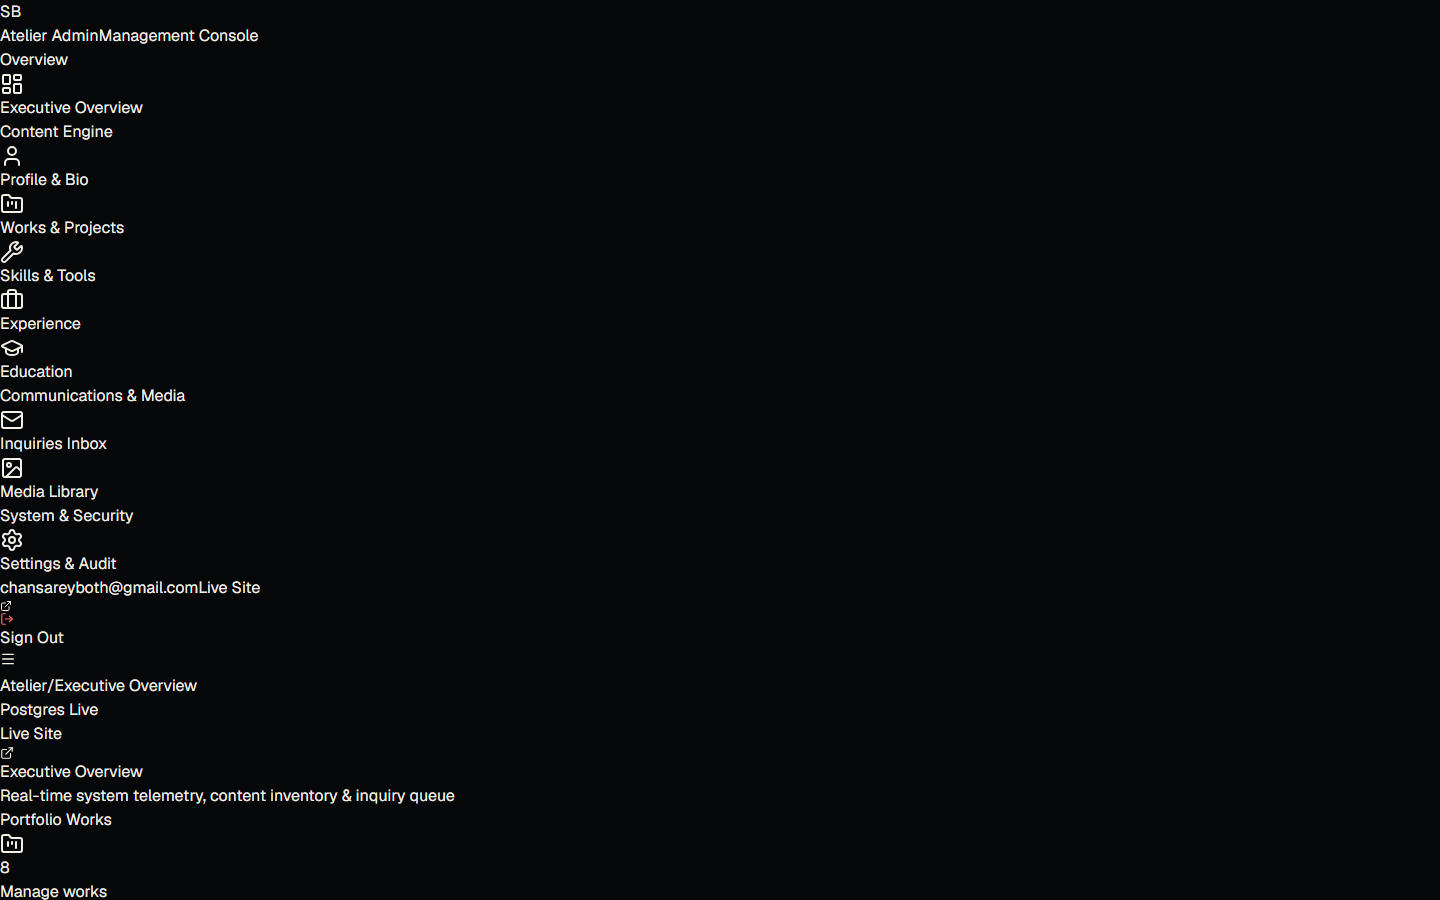 SB
Atelier AdminManagement Console
Overview
Executive Overview
Content Engine
Profile & Bio
Works & Projects
Skills & Tools
Experience
Education
Communications & Media
Inquiries Inbox
Media Library
System & Security
Settings & Audit
chansareyboth@gmail.comLive Site
Sign Out
Atelier/Executive Overview
Postgres Live
Live Site
Executive Overview
Real-time system telemetry, content inventory & inquiry queue
Portfolio Works
8
Manage works